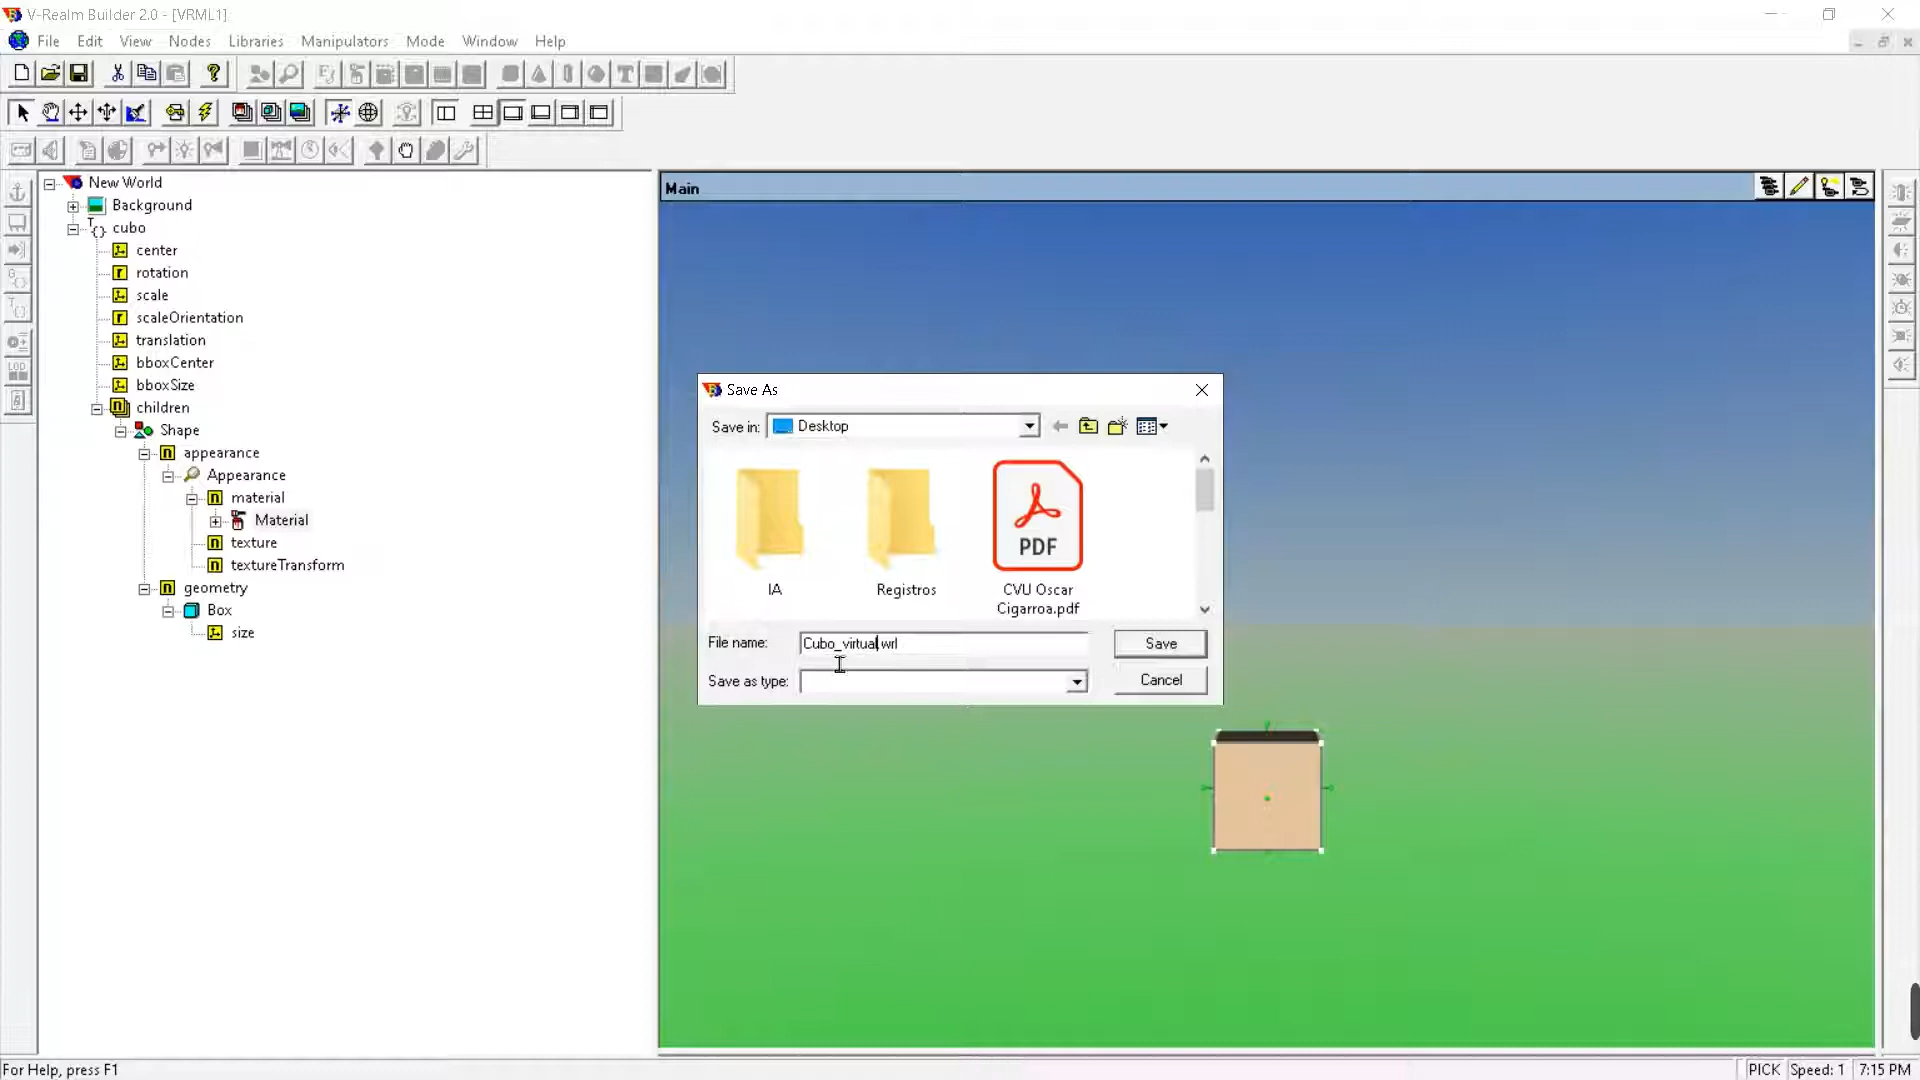 V-Realm Builder 2.0 - [VRML1]
File Edit View Nodes Libraries Manipulators Mode Window Help
New World
Background
cubo
center
rotation
scale
scaleOrientation
translation
bboxCenter
bboxSize
children
Shape
appearance
Appearance
material
Material
texture
textureTransform
geometry
Box
size
Main
Save As
Save in: Desktop
IA
Registros
PDF
CVU Oscar
Cigarroa.pdf
File name: Cubo_virtual.wrl Save
Save as type: Cancel
LOD
For Help, press F1
PICK Speed: 1 7:15 PM